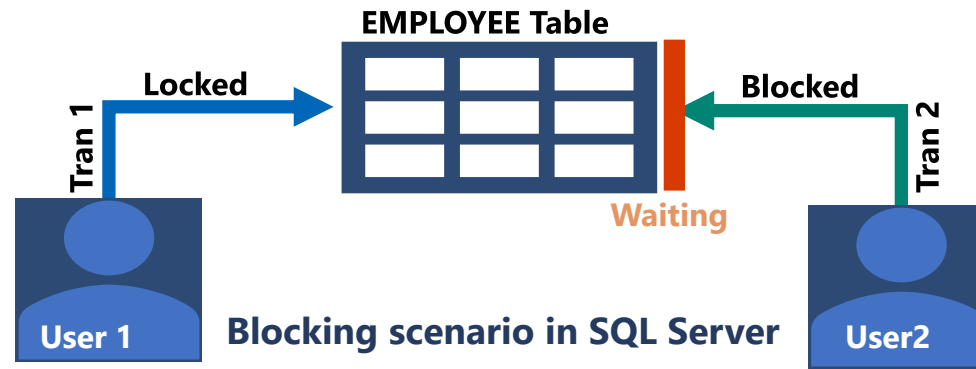 EMPLOYEE Table
Locked
Blocked
Tran 1
Tran 2
Waiting
User 1
Blocking scenario in SQL Server
User2